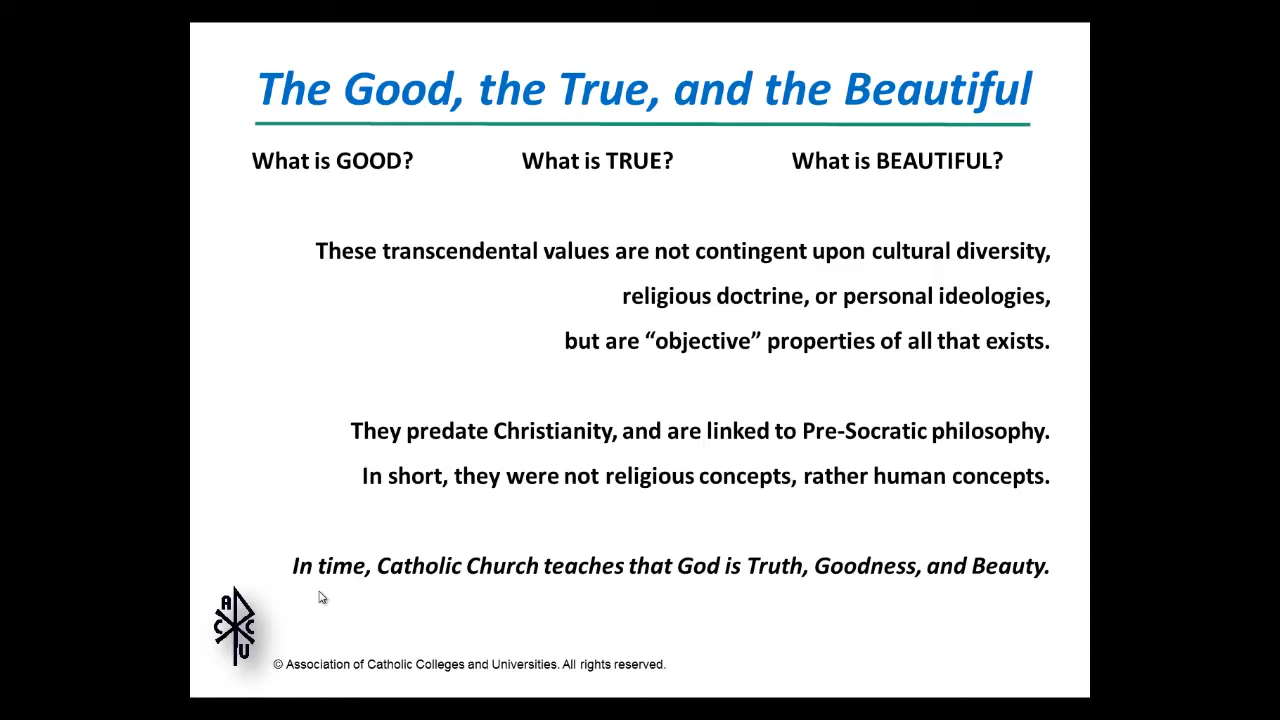 The Good, the True, and the Beautiful
What is GOOD? What is TRUE? What is BEAUTIFUL?
These transcendental values are not contingent upon cultural diversity,
religious doctrine, or personal ideologies,
but are “objective” properties of all that exists.
They predate Christianity, and are linked to Pre-Socratic philosophy.
In short, they were not religious concepts, rather human concepts.
In time, Catholic Church teaches that God is Truth, Goodness, and Beauty.
A
C C
U
© Association of Catholic Colleges and Universities. All rights reserved.